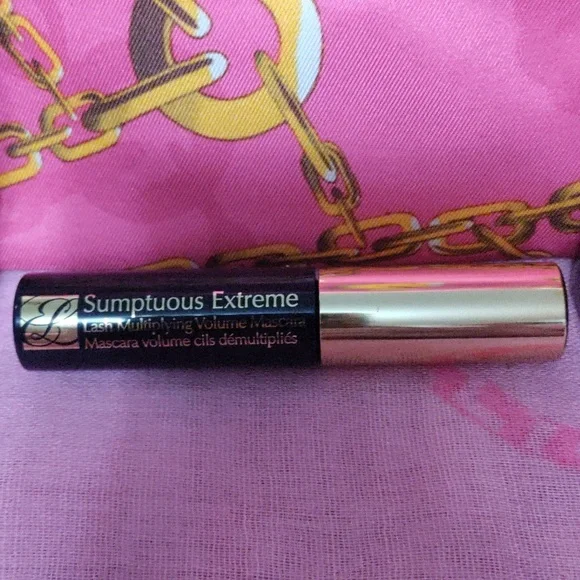 Sumptuous Extreme
Lash Multiplying Volume Mascara
Mascara volume cils démultipliés